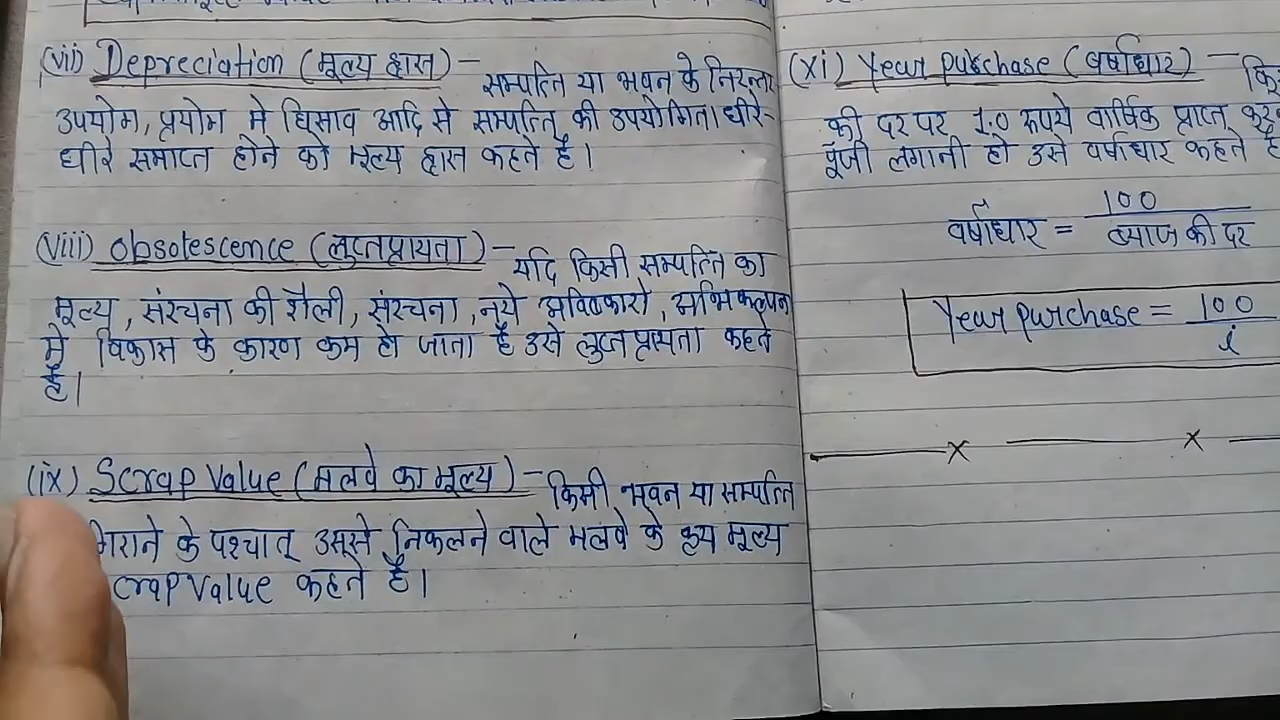 (vii) Depreciation (मूल्य ह्रास) - सम्पत्ति या भवन के निरन्तर
उपयोग, प्रयोग मे घिसाव आदि से सम्पत्ति की उपयोगिता धीरे-
धीरे समाप्त होने को मूल्य ह्रास कहते है।
(viii) obsolescence (लुप्तप्रायता) - यदि किसी सम्पत्ति का
मूल्य, संरचना की शैली, संरचना, नये अविष्कारो, अभिकल्पन
मे विकास के कारण कम हो जाता है उसे लुप्तप्रायता कहते
है।
(ix) Scrap Value (मलवे का मूल्य) - किसी भवन या सम्पत्ति
गिराने के पश्चात् उससे निकलने वाले मलवे के क्रय मूल्य
crap Value कहते है।
(xi) Year purchase (वर्षाधार) -
की दर पर 1.0 रुपये वार्षिक प्राप्त
पूँजी लगानी हो उसे वर्षाधार कहते
वर्षाधार = 100 / ब्याज की दर
Year purchase = 100 / i